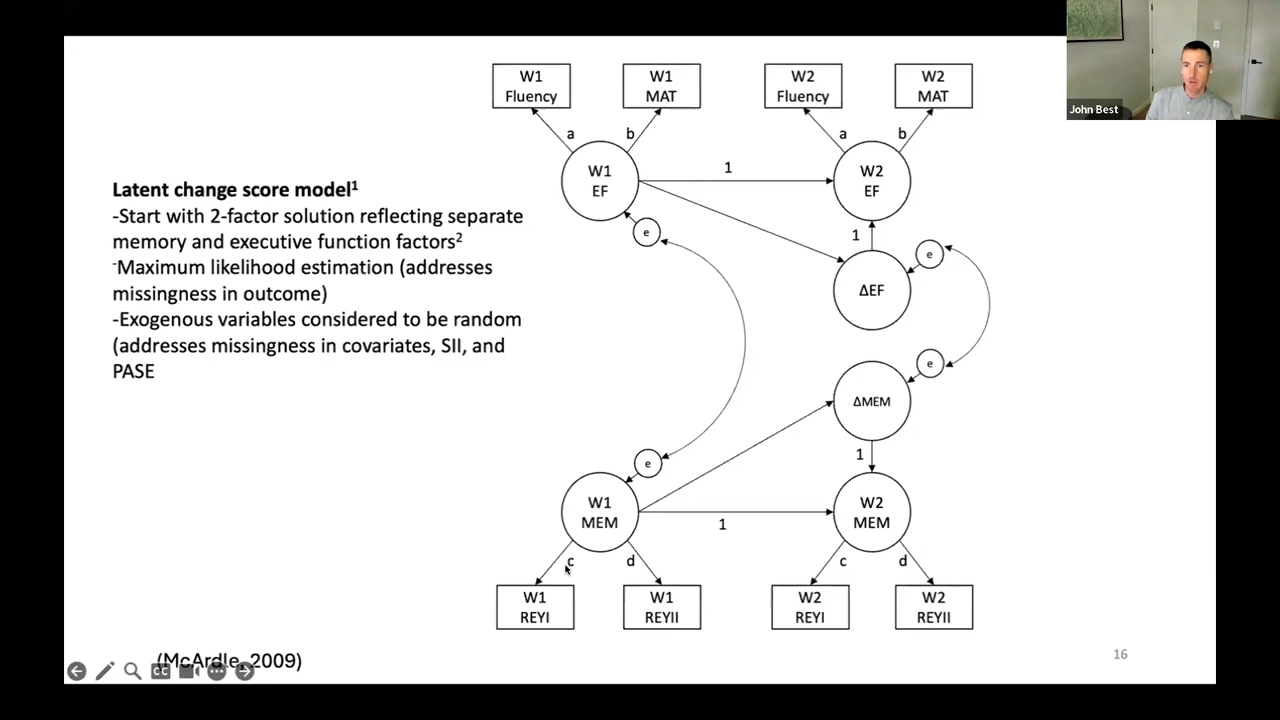 W1
Fluency
W1
MAT
W2
Fluency
W2
MAT
John Best
a
b
a
b
W1
EF
1
W2
EF
Latent change score model1
-Start with 2-factor solution reflecting separate
memory and executive function factors2
-Maximum likelihood estimation (addresses
missingness in outcome)
-Exogenous variables considered to be random
(addresses missingness in covariates, SII, and
PASE
e
1
e
ΔEF
e
ΔMEM
1
e
W1
MEM
1
W2
MEM
c
d
c
d
W1
REYI
W1
REYII
W2
REYI
W2
REYII
(McArdle, 2009)
CC
16